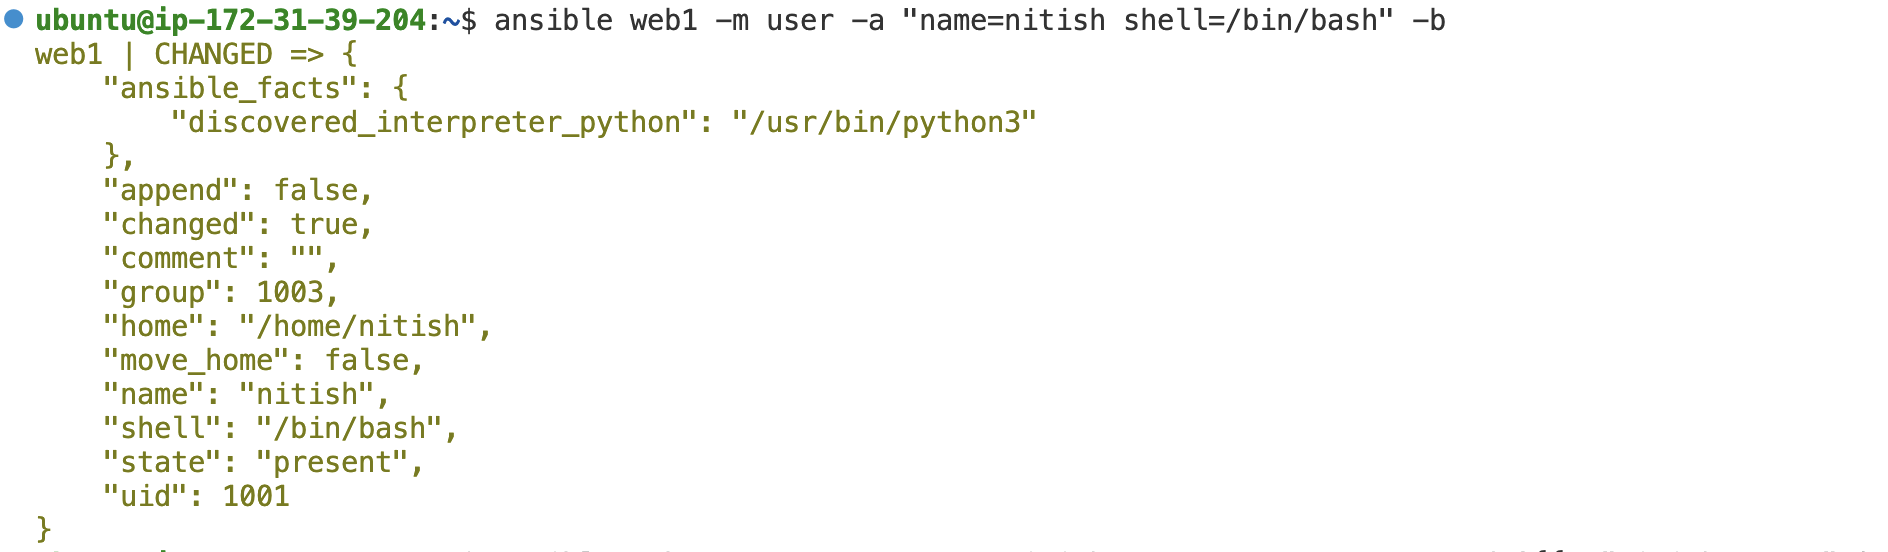 ubuntu@ip-172-31-39-204:~$ ansible web1 -m user -a "name=nitish shell=/bin/bash" -b
web1 | CHANGED => {
    "ansible_facts": {
        "discovered_interpreter_python": "/usr/bin/python3"
    },
    "append": false,
    "changed": true,
    "comment": "",
    "group": 1003,
    "home": "/home/nitish",
    "move_home": false,
    "name": "nitish",
    "shell": "/bin/bash",
    "state": "present",
    "uid": 1001
}